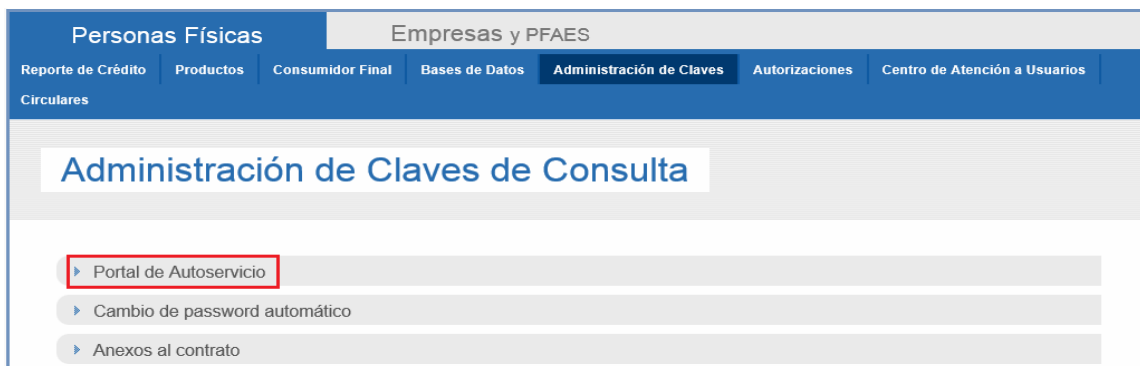 Personas Físicas Empresas y PFAES
Reporte de Crédito Productos Consumidor Final Bases de Datos Administración de Claves Autorizaciones Centro de Atención a Usuarios
Circulares
Administración de Claves de Consulta
Portal de Autoservicio
Cambio de password automático
Anexos al contrato